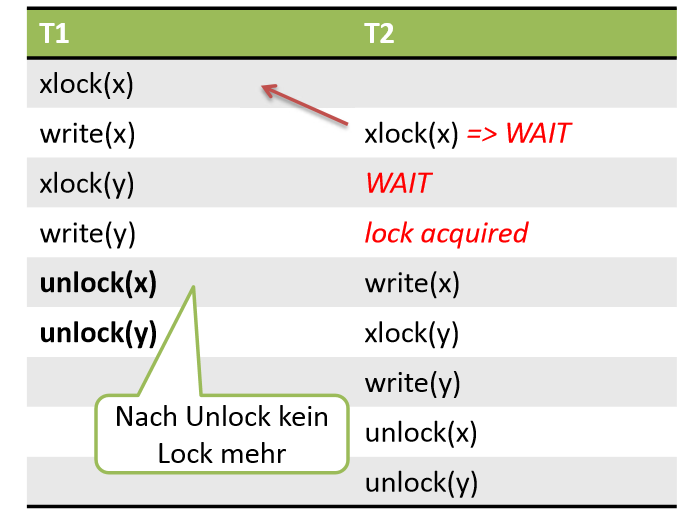 T1 T2
xlock(x)
write(x) xlock(x) => WAIT
xlock(y) WAIT
write(y) lock acquired
unlock(x) write(x)
unlock(y) xlock(y)
write(y)
Nach Unlock kein
Lock mehr
unlock(x)
unlock(y)